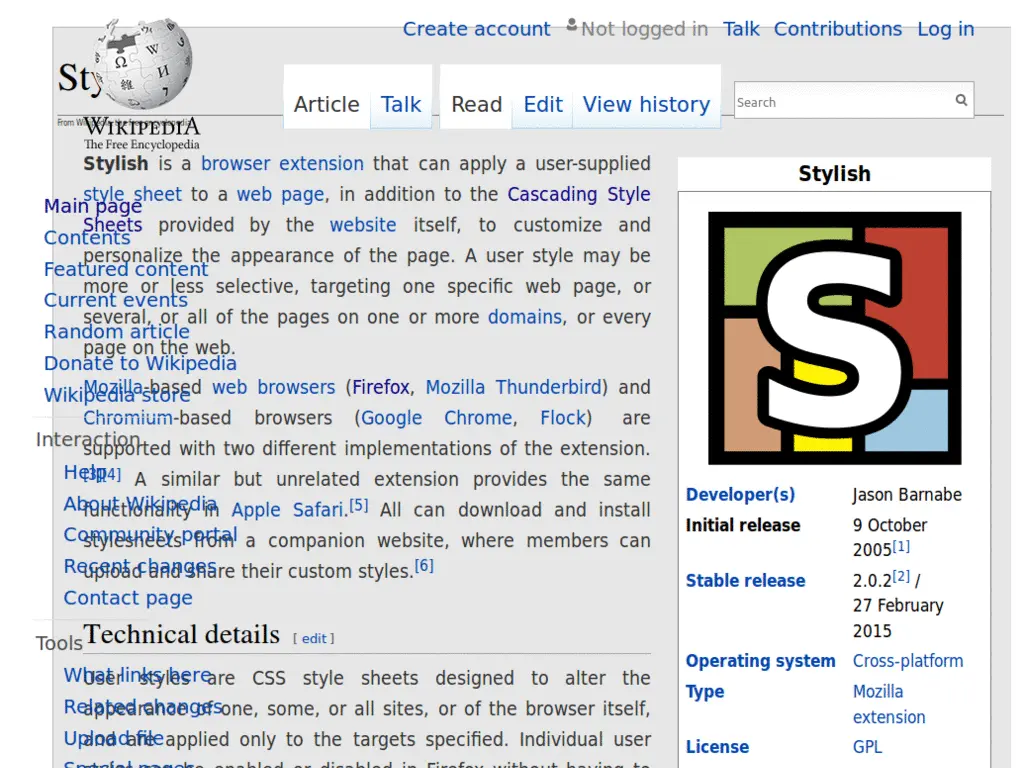 Create account Not logged in Talk Contributions Log in
Article Talk Read Edit View history
Search
Sty
From Wikipedia, the free encyclopedia
WIKIPEDIA
The Free Encyclopedia
Main page
Contents
Featured content
Current events
Random article
Donate to Wikipedia
Wikipedia store
Interaction
Help
About Wikipedia
Community portal
Recent changes
Contact page
Tools
What links here
Related changes
Upload file
Special pages
Stylish is a browser extension that can apply a user-supplied
style sheet to a web page, in addition to the Cascading Style
Sheets provided by the website itself, to customize and
personalize the appearance of the page. A user style may be
more or less selective, targeting one specific web page, or
several, or all of the pages on one or more domains, or every
page on the web.
Mozilla-based web browsers (Firefox, Mozilla Thunderbird) and
Chromium-based browsers (Google Chrome, Flock) are
supported with two different implementations of the extension.
[3][4] A similar but unrelated extension provides the same
functionality in Apple Safari.[5] All can download and install
stylesheets from a companion website, where members can
upload and share their custom styles.[6]
Technical details [ edit ]
User styles are CSS style sheets designed to alter the
appearance of one, some, or all sites, or of the browser itself,
and are applied only to the targets specified. Individual user
styles can be enabled or disabled in Firefox without having to
Stylish
S
Developer(s) Jason Barnabe
Initial release 9 October
2005[1]
Stable release 2.0.2[2] /
27 February
2015
Operating system Cross-platform
Type Mozilla
extension
License GPL